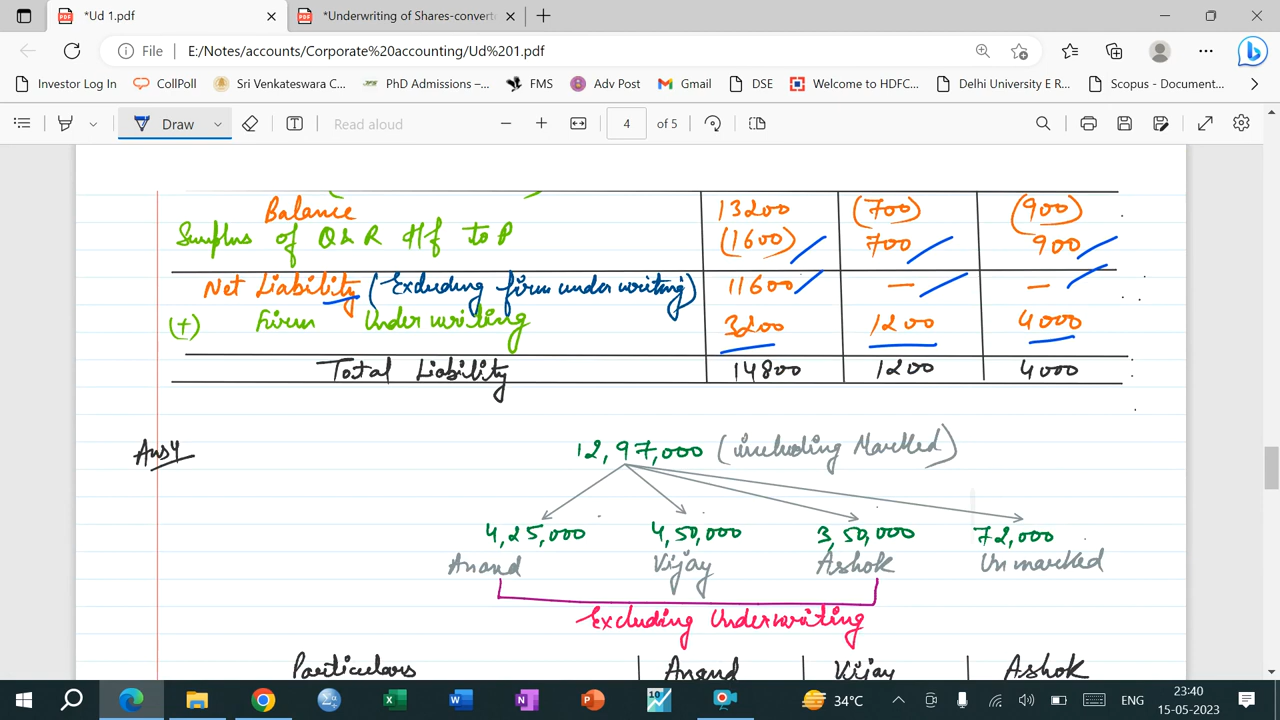 *Ud 1.pdf
*Underwriting of Shares-convert
File E:/Notes/accounts/Corporate%20accounting/Ud%201.pdf
Investor Log In CollPoll Sri Venkateswara C... PhD Admissions –... FMS Adv Post Gmail DSE Welcome to HDFC... Delhi University E R... Scopus - Document...
Draw Read aloud 4 of 5
Balance 13200 (700) (900)
Surplus of Q&R tff to P (1600) 700 900
Net Liability (Excluding firm underwriting) 11600 — —
(+) Firm Underwriting 3200 1200 4000
Total Liability 14800 1200 4000
Ans4 12,97,000 (including Marked)
4,25,000 4,50,000 3,50,000 72,000
Anand Vijay Ashok Unmarked
Excluding Underwriting
Particulars Anand Vijay Ashok
34°C ENG 23:40
15-05-2023